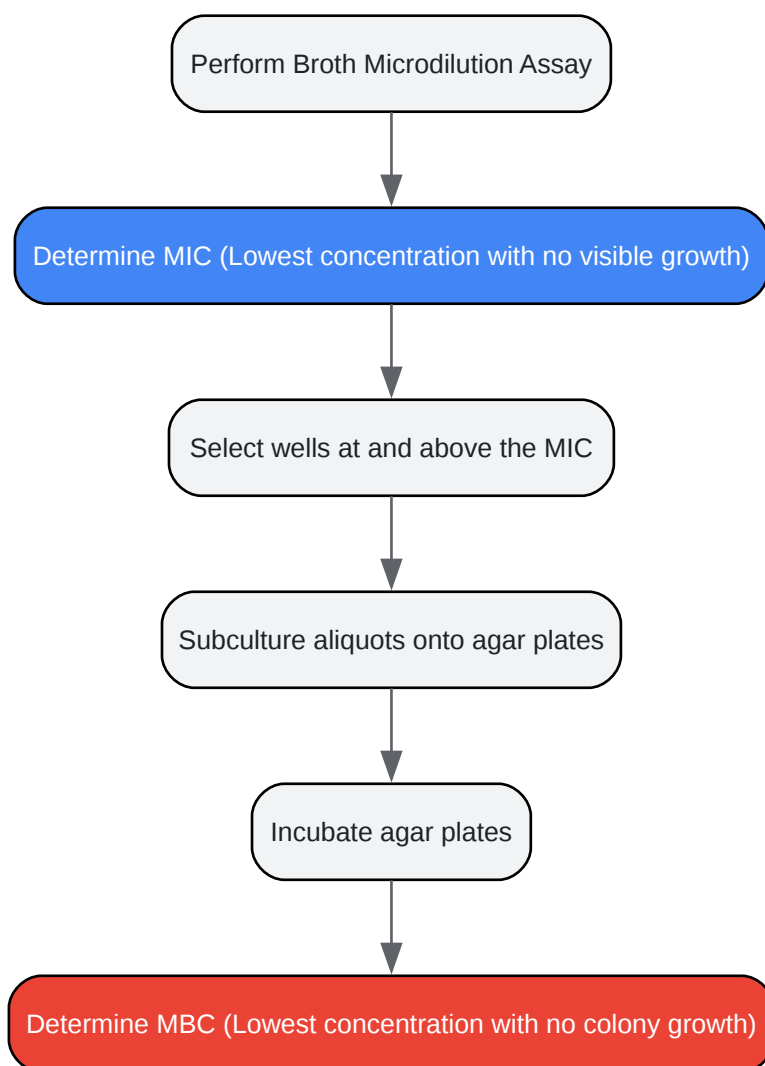 Perform Broth Microdilution Assay
Determine MIC (Lowest concentration with no visible growth)
Select wells at and above the MIC
Subculture aliquots onto agar plates
Incubate agar plates
Determine MBC (Lowest concentration with no colony growth)